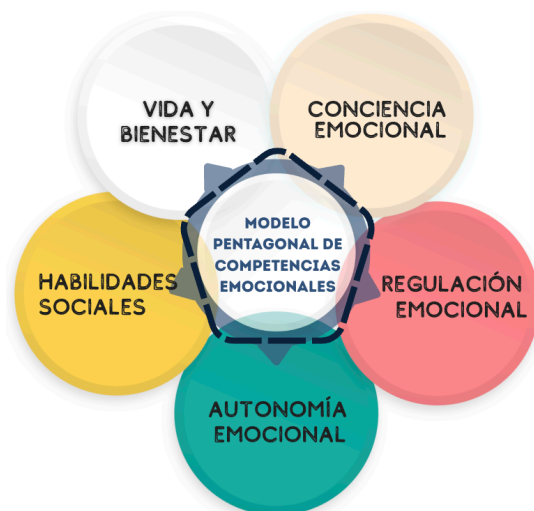 VIDA Y
BIENESTAR
CONCIENCIA
EMOCIONAL
MODELO
PENTAGONAL DE
COMPETENCIAS
EMOCIONALES
HABILIDADES
SOCIALES
REGULACIÓN
EMOCIONAL
AUTONOMÍA
EMOCIONAL